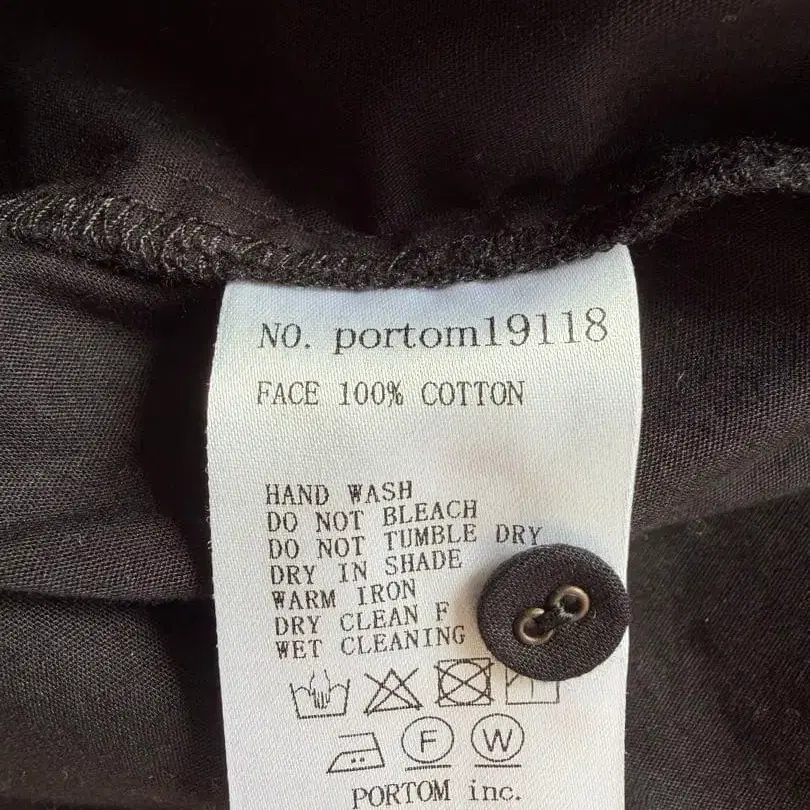 NO. portom19118
FACE 100% COTTON
HAND WASH
DO NOT BLEACH
DO NOT TUMBLE DRY
DRY IN SHADE
WARM IRON
DRY CLEAN F
WET CLEANING
F W
PORTOM inc.